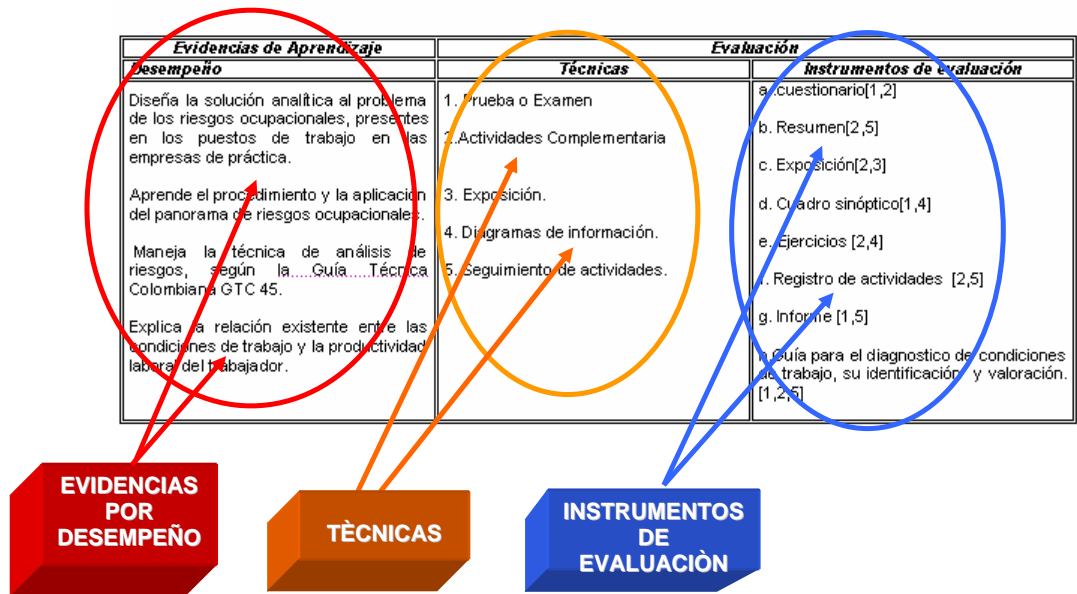 Evidencias de Aprendizaje
Evaluación
Desempeño
Técnicas
Instrumentos de evaluación
Diseña la solución analítica al problema
de los riesgos ocupacionales, presentes
en los puestos de trabajo en las
empresas de práctica.
Aprende el procedimiento y la aplicación
del panorama de riesgos ocupacionales.
Maneja la técnica de análisis de
riesgos, según la Guía Técnica
Colombiana GTC 45.
Explica la relación existente entre las
condiciones de trabajo y la productividad
laboral del trabajador.
1. Prueba o Examen
2.Actividades Complementaria
3. Exposición.
4. Diagramas de información.
5. Seguimiento de actividades.
a .cuestionario[1,2]
b. Resumen[2,5]
c. Exposición[2,3]
d. Cuadro sinóptico[1,4]
e. Ejercicios [2,4]
f. Registro de actividades [2,5]
g. Informe [1,5]
h.Guía para el diagnostico de condiciones
de trabajo, su identificación y valoración.
[1,2,5]
EVIDENCIAS
POR
DESEMPEÑO
TÈCNICAS
INSTRUMENTOS
DE
EVALUACIÒN